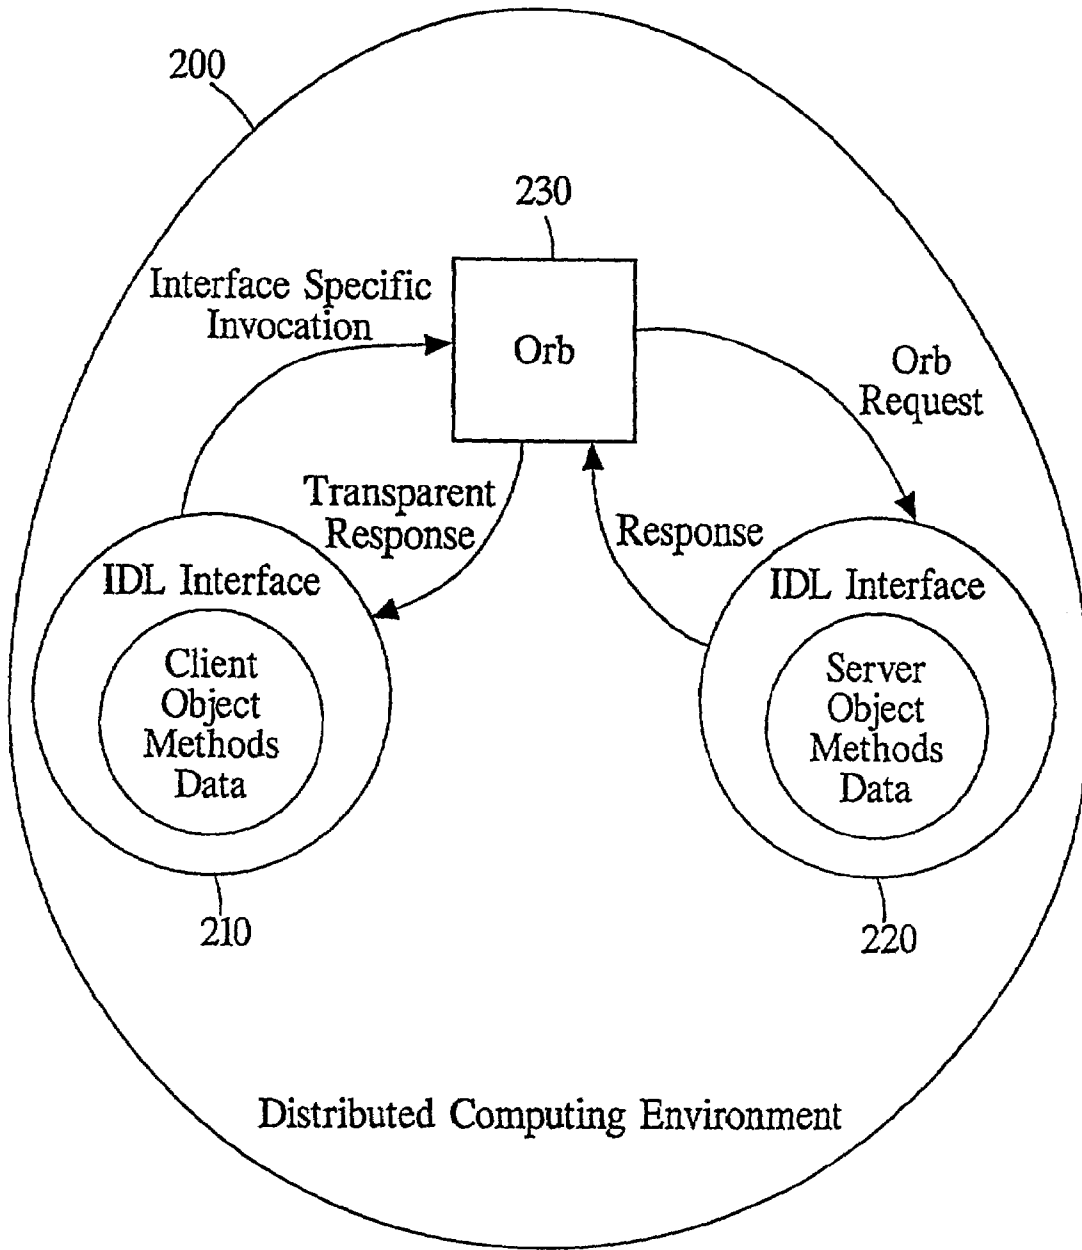 200
230
Interface Specific
Invocation
Orb
Orb
Request
Transparent
Response
Response
IDL Interface
Client
Object
Methods
Data
IDL Interface
Server
Object
Methods
Data
210
220
Distributed Computing Environment